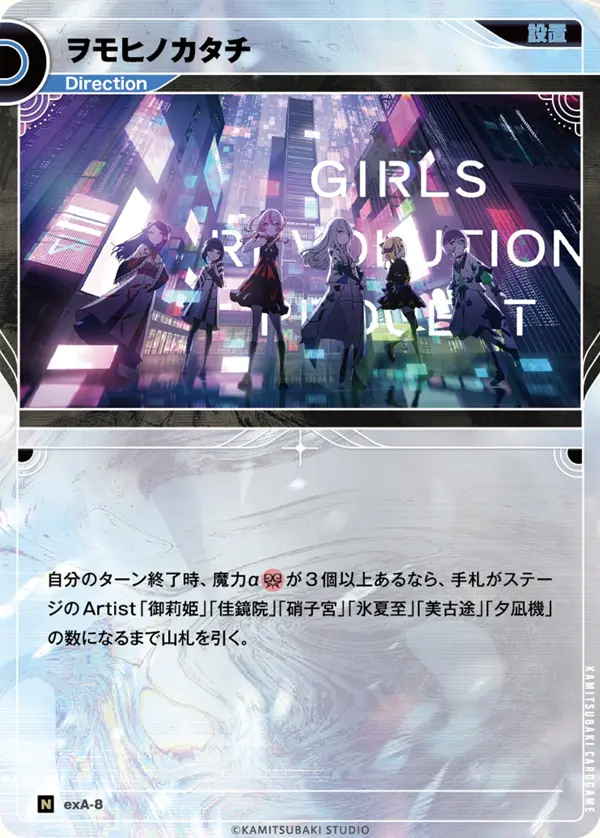 ヲモヒノカタチ
設置
Direction
GIRLS
REVOLUTION
自分のターン終了時、魔力αが3個以上あるなら、手札がステー
ジのArtist「御莉姫」「佳鏡院」「硝子宮」「氷夏至」「美古途」「夕凪機」
の数になるまで山札を引く。
KAMITSUBAKI CARDGAME
N exA-8
©KAMITSUBAKI STUDIO